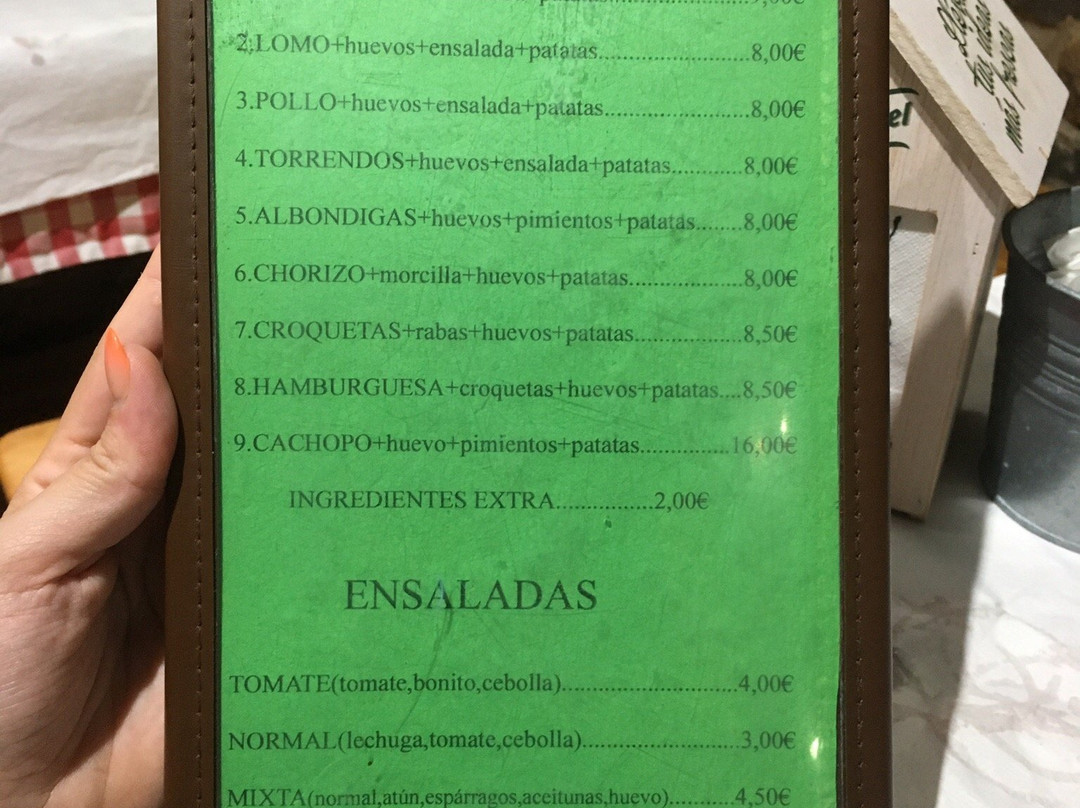 2.LOMO+huevos+ensalada+patatas..................8,00€
3.POLLO+huevos+ensalada+patatas.................8,00€
4.TORRENDOS+huevos+ensalada+patatas...........8,00€
5.ALBONDIGAS+huevos+pimientos+patatas........8,00€
6.CHORIZO+morcilla+huevos+patatas.................8,00€
7.CROQUETAS+rabas+huevos+patatas................8,50€
8.HAMBURGUESA+croquetas+huevos+patatas....8,50€
9.CACHOPO+huevo+pimientos+patatas.............16,00€
INGREDIENTES EXTRA...............2,00€
ENSALADAS
TOMATE(tomate,bonito,cebolla)...........................4,00€
NORMAL(lechuga,tomate,cebolla)........................3,00€
MIXTA(normal,atún,espárragos,aceitunas,huevo)..........4,50€
tus ideas
más frescas